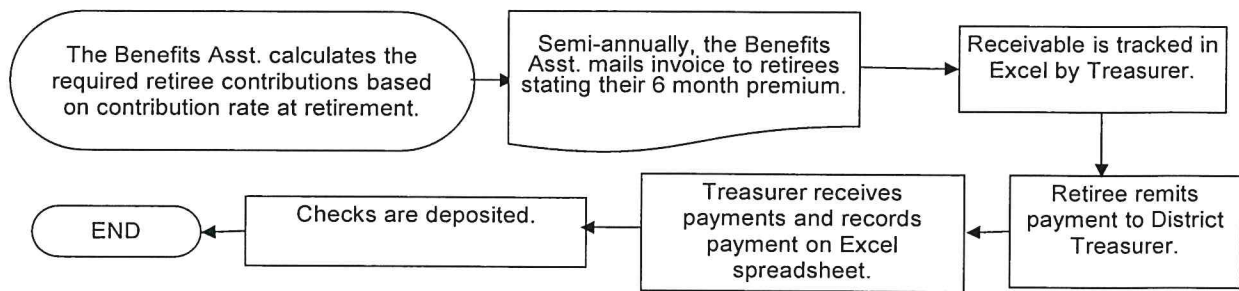 The Benefits Asst. calculates the
required retiree contributions based
on contribution rate at retirement.
Semi-annually, the Benefits
Asst. mails invoice to retirees
stating their 6 month premium.
Receivable is tracked in
Excel by Treasurer.
Retiree remits
payment to District
Treasurer.
Treasurer receives
payments and records
payment on Excel
spreadsheet.
Checks are deposited.
END